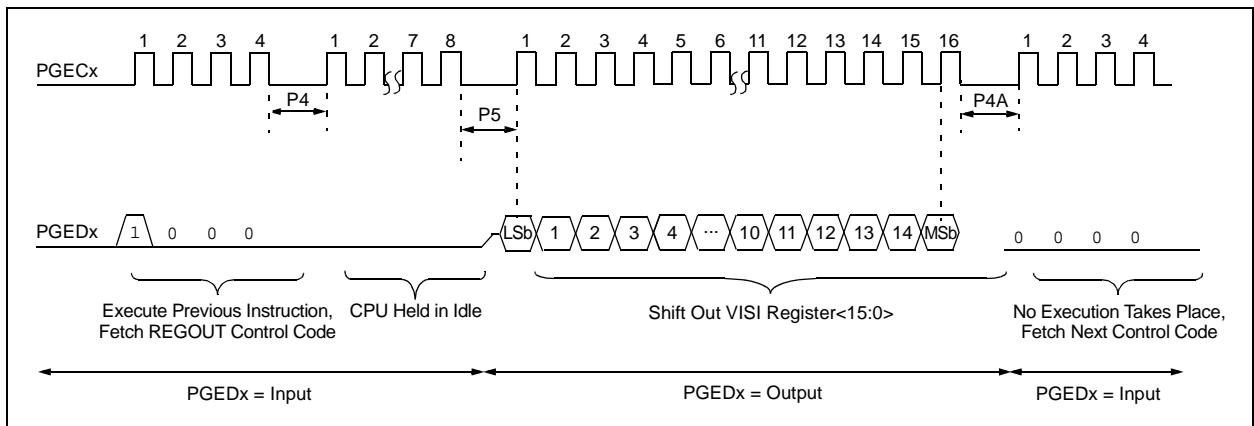 1 2 3 4 1 2 7 8 1 2 3 4 5 6 11 12 13 14 15 16 1 2 3 4
PGECx
P4 P5 P4A
PGEDx 1 0 0 0 LSb 1 2 3 4 ... 10 11 12 13 14 MSb 0 0 0 0
Execute Previous Instruction,
Fetch REGOUT Control Code
CPU Held in Idle
Shift Out VISI Register<15:0>
No Execution Takes Place,
Fetch Next Control Code
PGEDx = Input PGEDx = Output PGEDx = Input